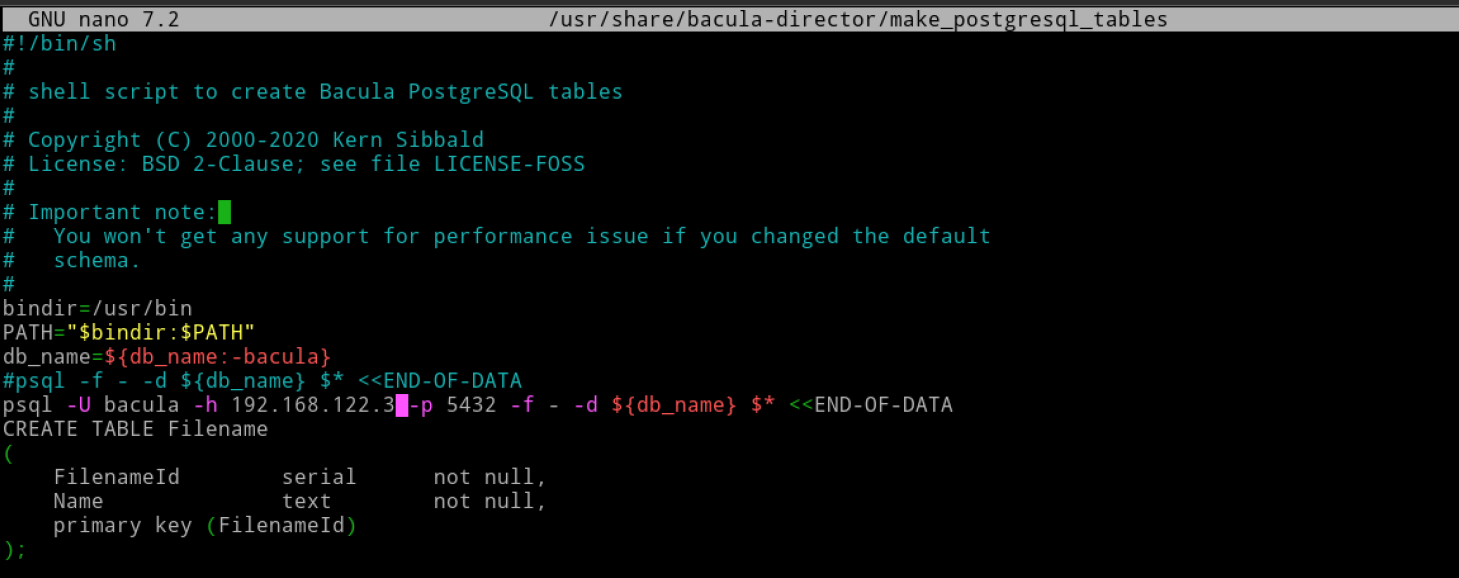 GNU nano 7.2 /usr/share/bacula-director/make_postgresql_tables
#!/bin/sh
#
# shell script to create Bacula PostgreSQL tables
#
# Copyright (C) 2000-2020 Kern Sibbald
# License: BSD 2-Clause; see file LICENSE-FOSS
#
# Important note:
#   You won't get any support for performance issue if you changed the default
#   schema.
#
bindir=/usr/bin
PATH="$bindir:$PATH"
db_name=${db_name:-bacula}
#psql -f - -d ${db_name} $* <<END-OF-DATA
psql -U bacula -h 192.168.122.3 -p 5432 -f - -d ${db_name} $* <<END-OF-DATA
CREATE TABLE Filename
(
    FilenameId        serial      not null,
    Name              text        not null,
    primary key (FilenameId)
);